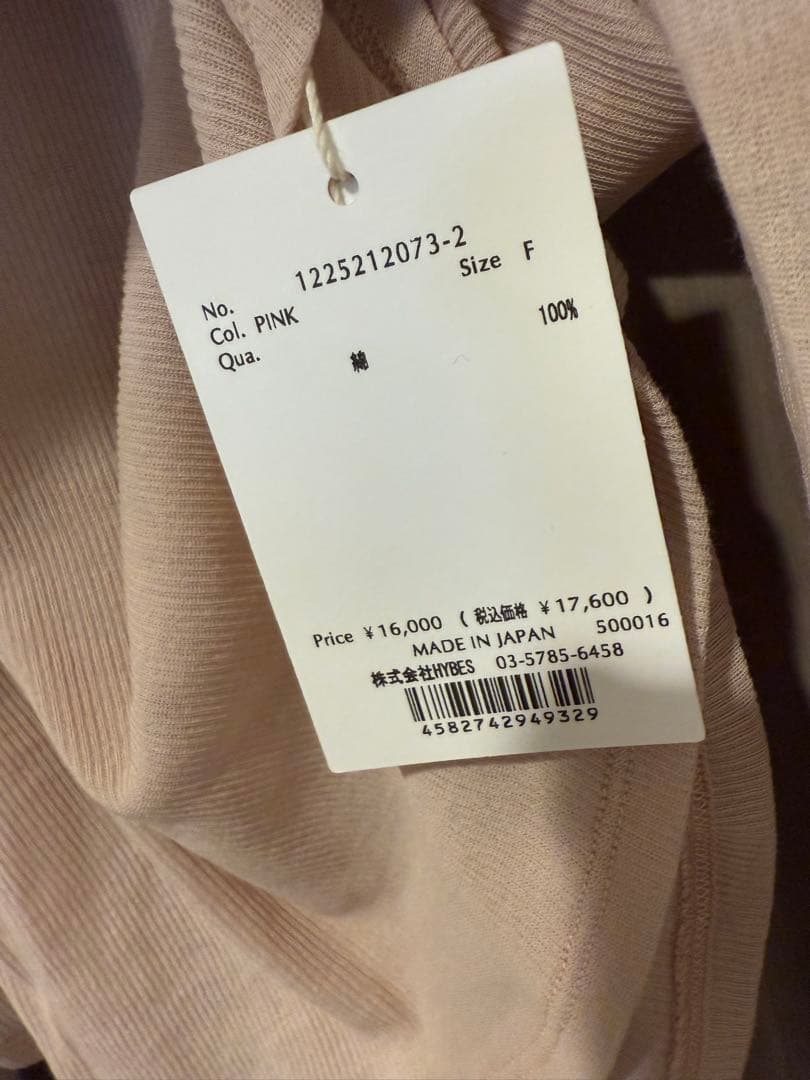 No. 1225212073-2
Col. PINK Size F
Qua. 綿 100%
Price ¥16,000 ( 税込価格 ¥17,600 )
MADE IN JAPAN 500016
株式会社HYBES 03-5785-6458
4582742949329